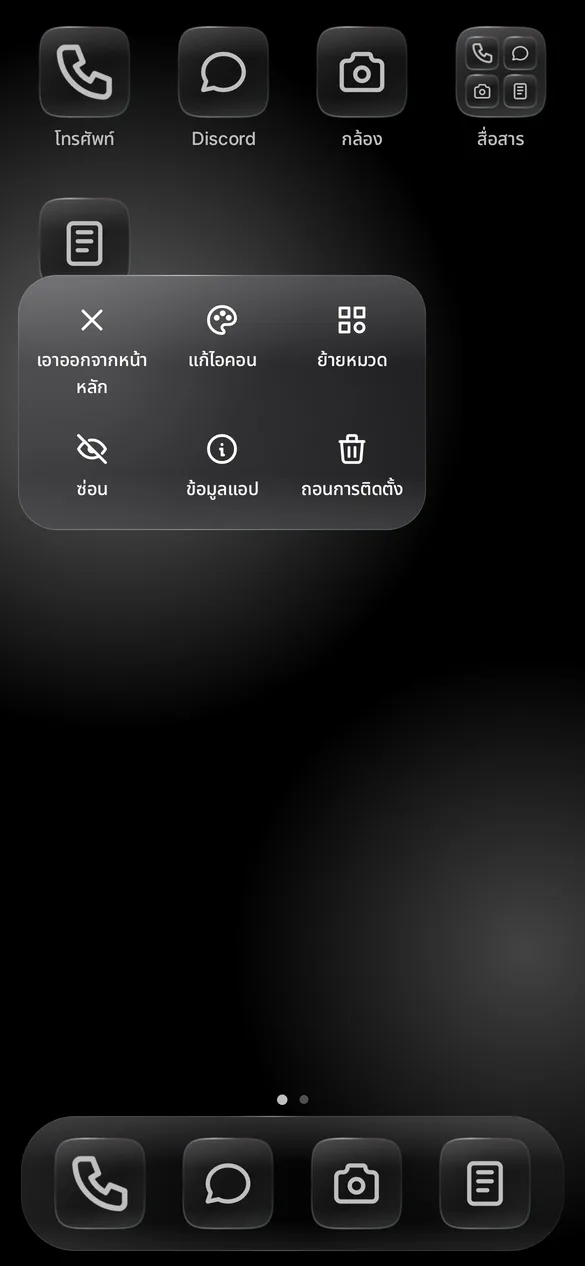 โทรศัพท์
Discord
กล้อง
สื่อสาร
เอาออกจากหน้า
หลัก
แก้ไอคอน
ย้ายหมวด
ซ่อน
ข้อมูลแอป
ถอนการติดตั้ง